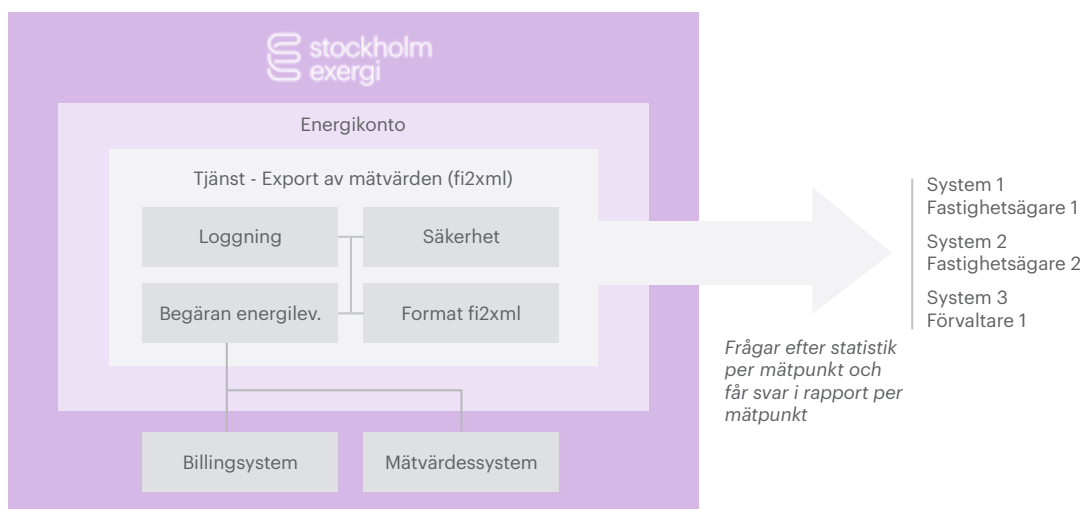 stockholm
exergi
Energikonto
Tjänst - Export av mätvärden (fi2xml)
Loggning
Säkerhet
Begäran energilev.
Format fi2xml
Billingsystem
Mätvärdessystem
Frågar efter statistik
per mätpunkt och
får svar i rapport per
mätpunkt
System 1
Fastighetsägare 1
System 2
Fastighetsägare 2
System 3
Förvaltare 1